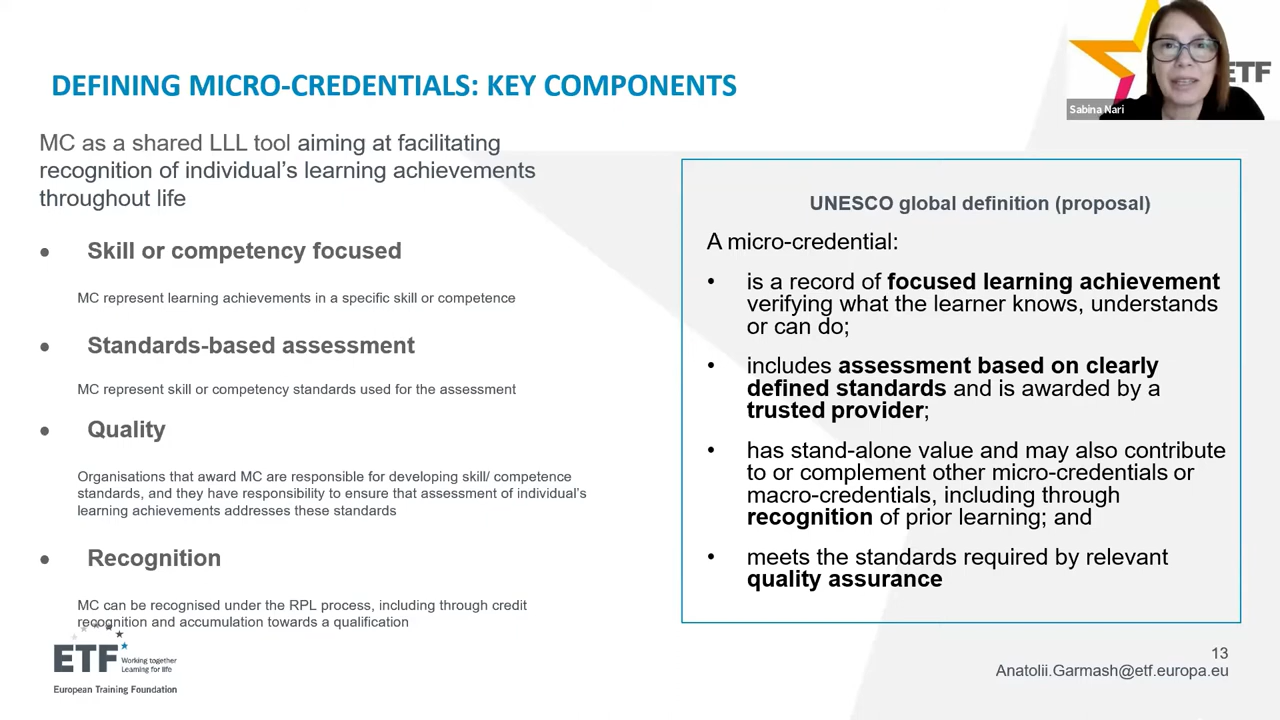 DEFINING MICRO-CREDENTIALS: KEY COMPONENTS
ETF
Sabina Nari
MC as a shared LLL tool aiming at facilitating
recognition of individual's learning achievements
throughout life
• Skill or competency focused
MC represent learning achievements in a specific skill or competence
• Standards-based assessment
MC represent skill or competency standards used for the assessment
• Quality
Organisations that award MC are responsible for developing skill/ competence
standards, and they have responsibility to ensure that assessment of individual's
learning achievements addresses these standards
• Recognition
MC can be recognised under the RPL process, including through credit
recognition and accumulation towards a qualification
UNESCO global definition (proposal)
A micro-credential:
• is a record of focused learning achievement
verifying what the learner knows, understands
or can do;
• includes assessment based on clearly
defined standards and is awarded by a
trusted provider;
• has stand-alone value and may also contribute
to or complement other micro-credentials or
macro-credentials, including through
recognition of prior learning; and
• meets the standards required by relevant
quality assurance
ETF
Working together
Learning for life
European Training Foundation
13
Anatolii.Garmash@etf.europa.eu